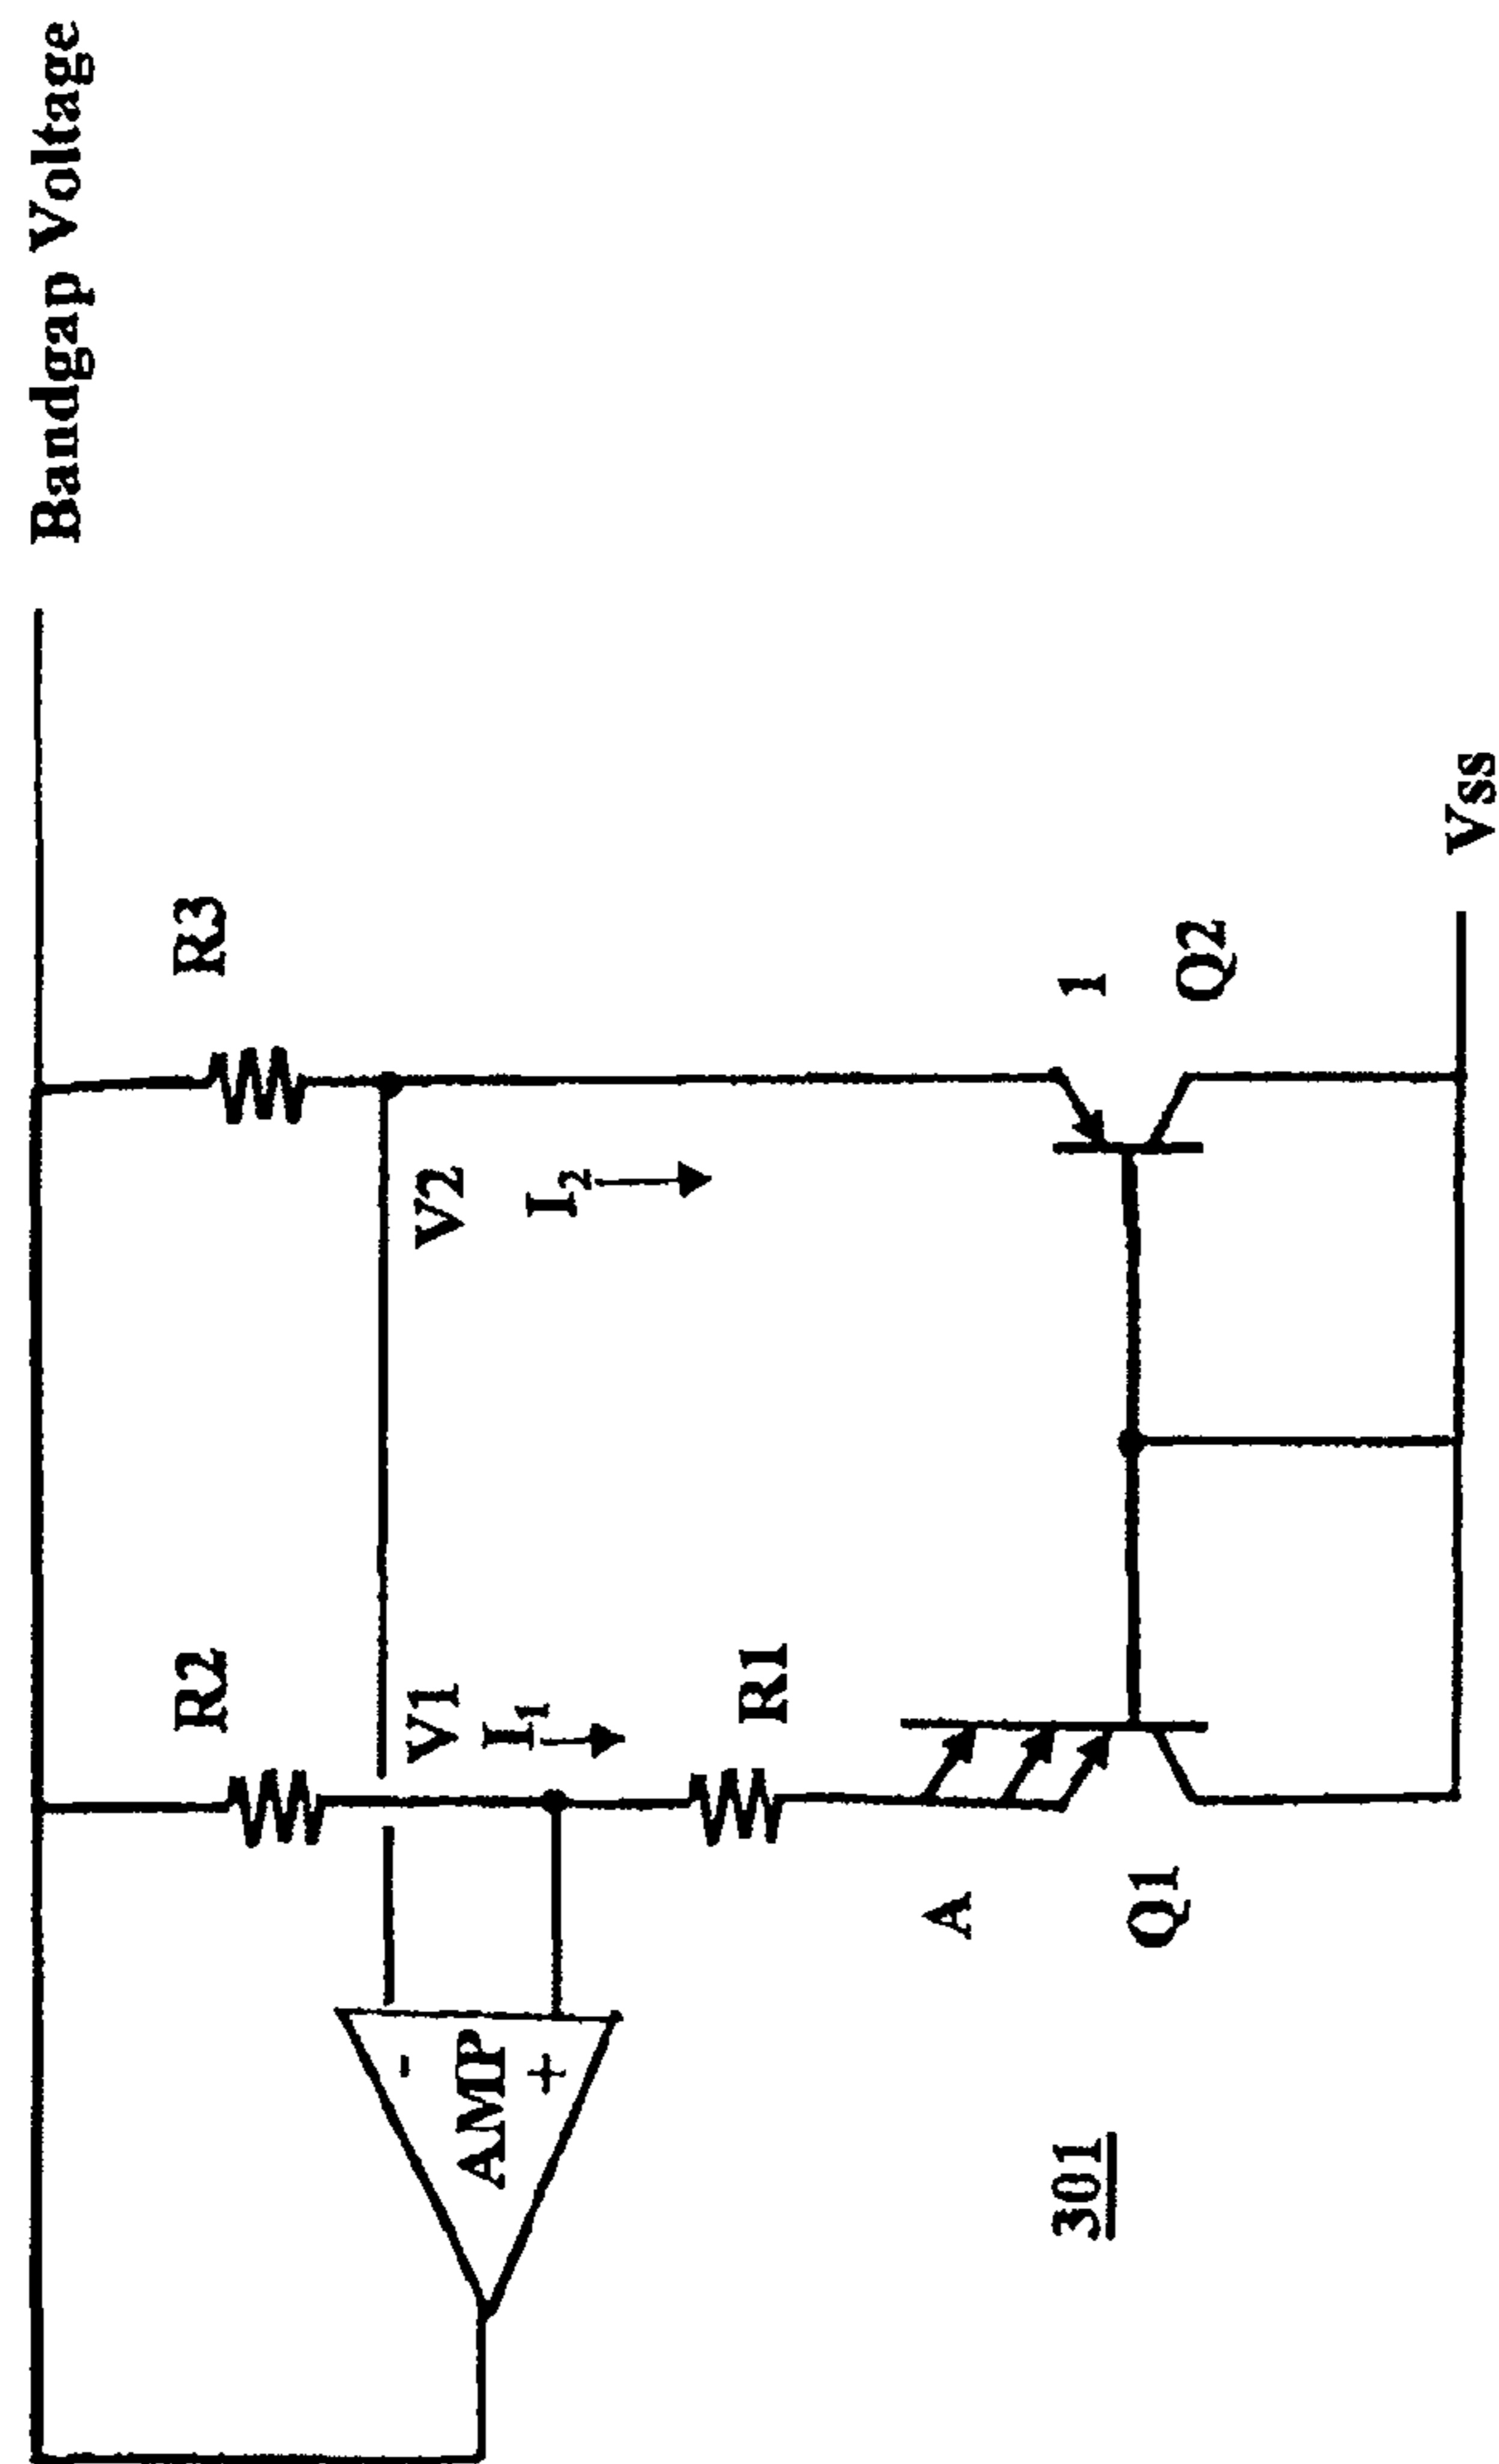 Bandgap Voltage
R2
R3
-
AMP
+
V1
V2
I1
I2
R1
A
1
Q1
Q2
301
Vss